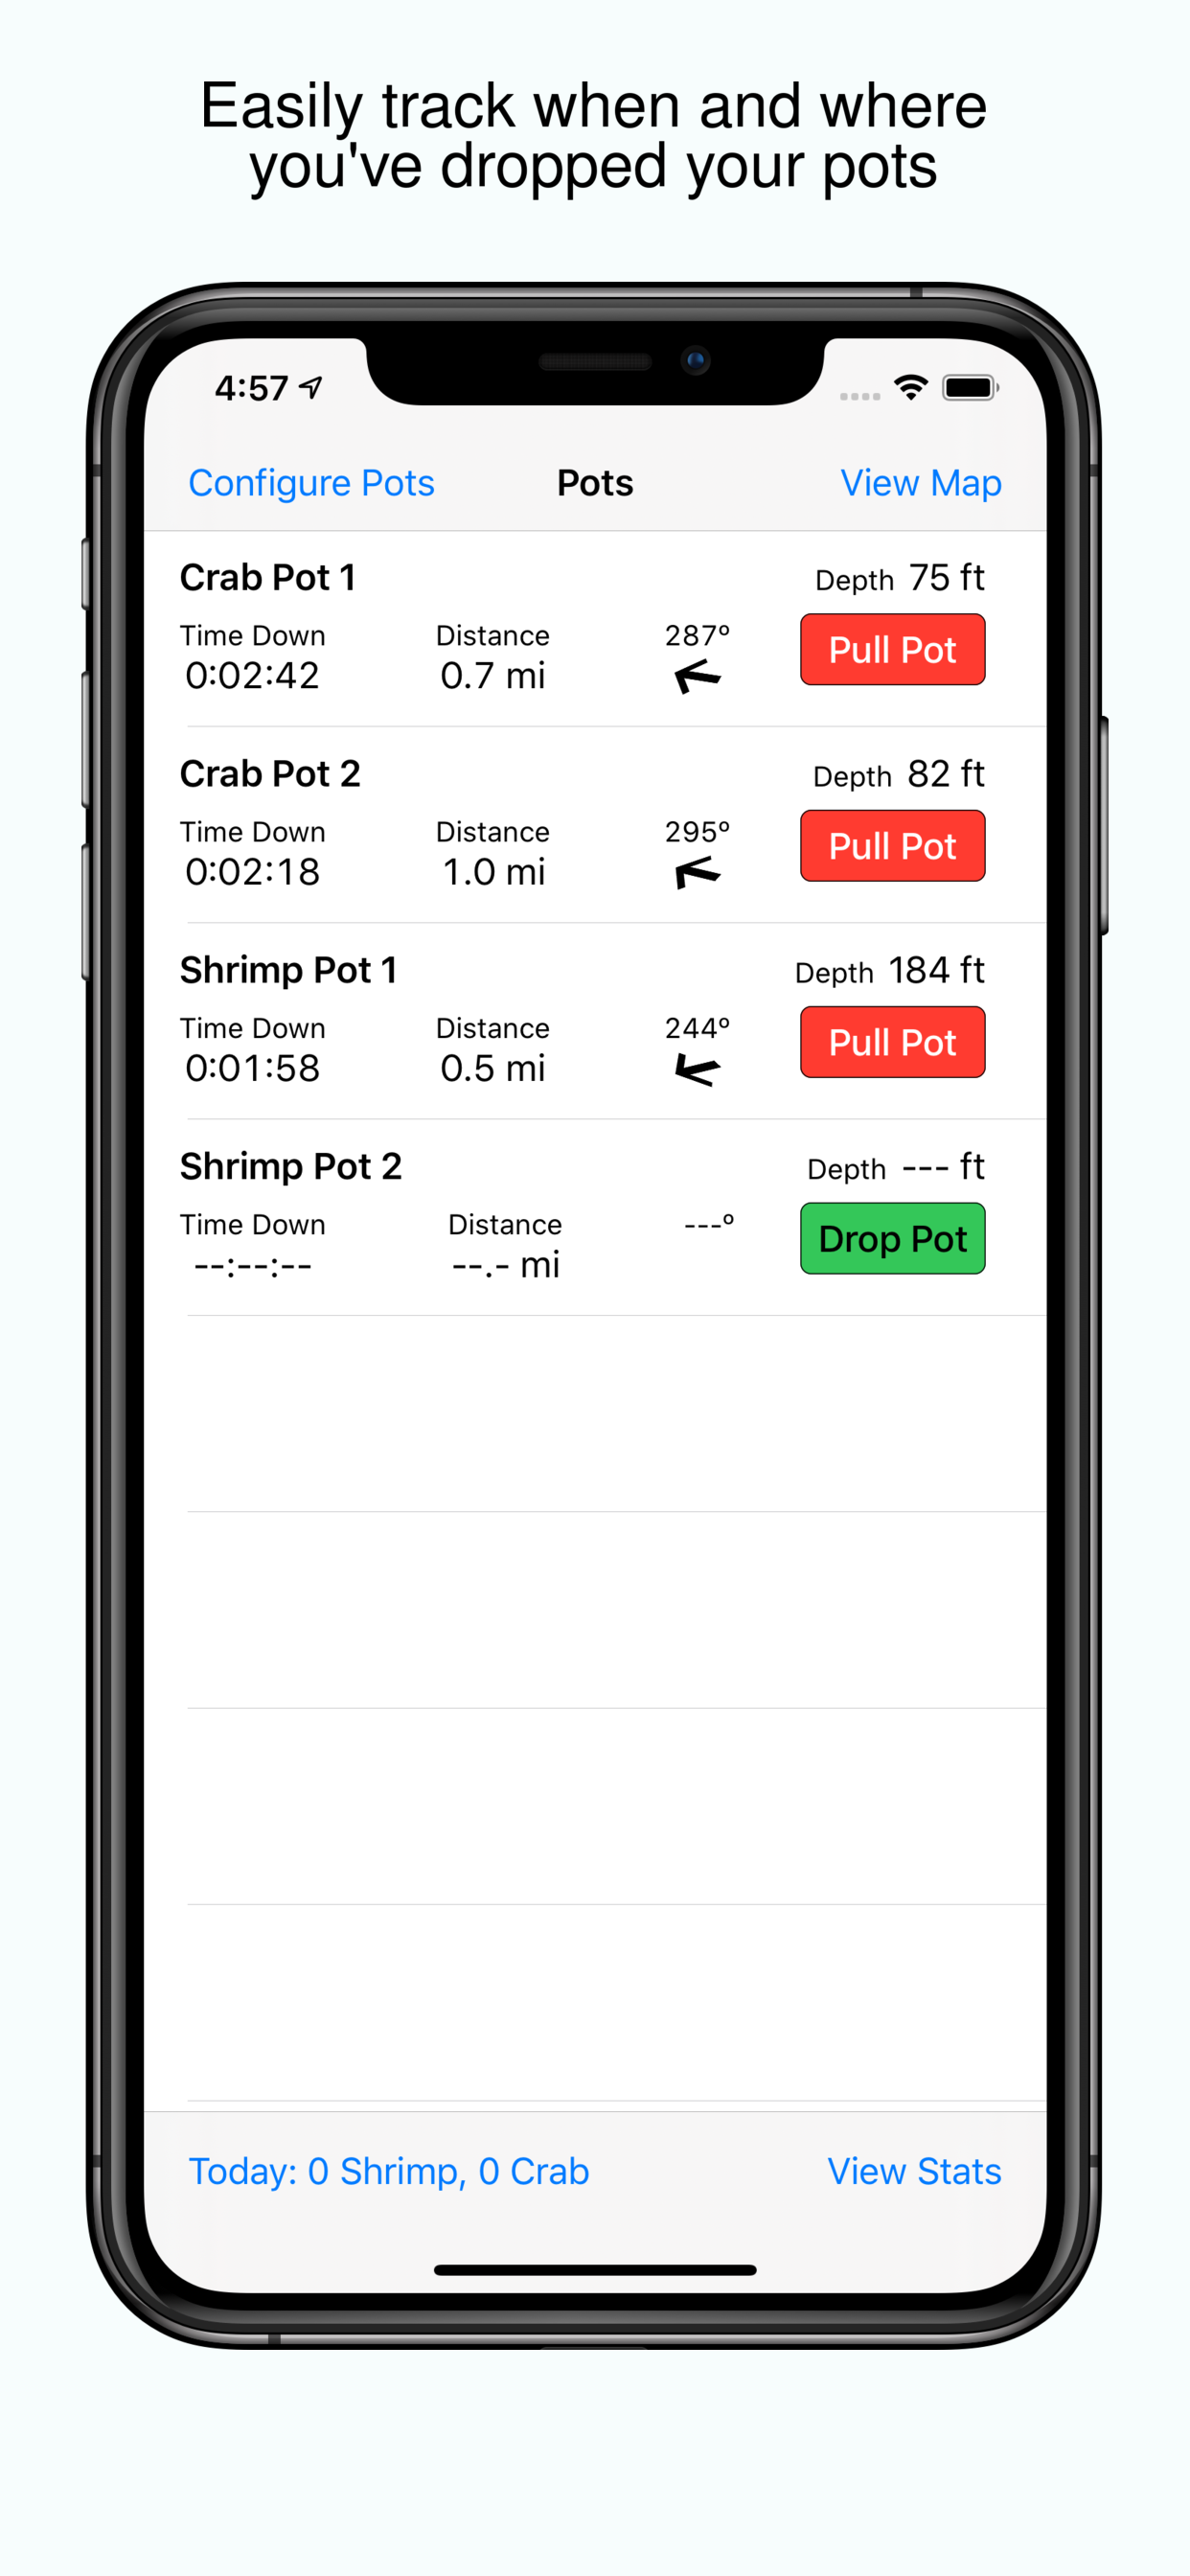 Easily track when and where
you've dropped your pots
4:57
Configure Pots Pots View Map
Crab Pot 1 Depth 75 ft
Time Down Distance 287º Pull Pot
0:02:42 0.7 mi
Crab Pot 2 Depth 82 ft
Time Down Distance 295º Pull Pot
0:02:18 1.0 mi
Shrimp Pot 1 Depth 184 ft
Time Down Distance 244º Pull Pot
0:01:58 0.5 mi
Shrimp Pot 2 Depth --- ft
Time Down Distance ---º Drop Pot
--:--:-- --.- mi
Today: 0 Shrimp, 0 Crab View Stats